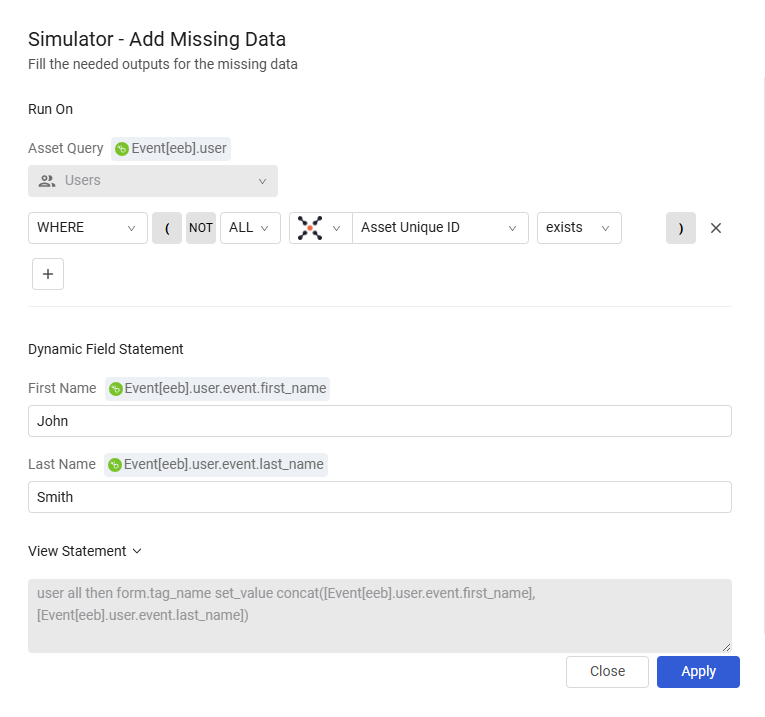 Simulator - Add Missing Data
Fill the needed outputs for the missing data
Run On
Asset Query Event[eeb].user
Users
WHERE ( NOT ALL Asset Unique ID exists )
+
Dynamic Field Statement
First Name Event[eeb].user.event.first_name
John
Last Name Event[eeb].user.event.last_name
Smith
View Statement
user all then form.tag_name set_value concat([Event[eeb].user.event.first_name],
[Event[eeb].user.event.last_name])
Close Apply